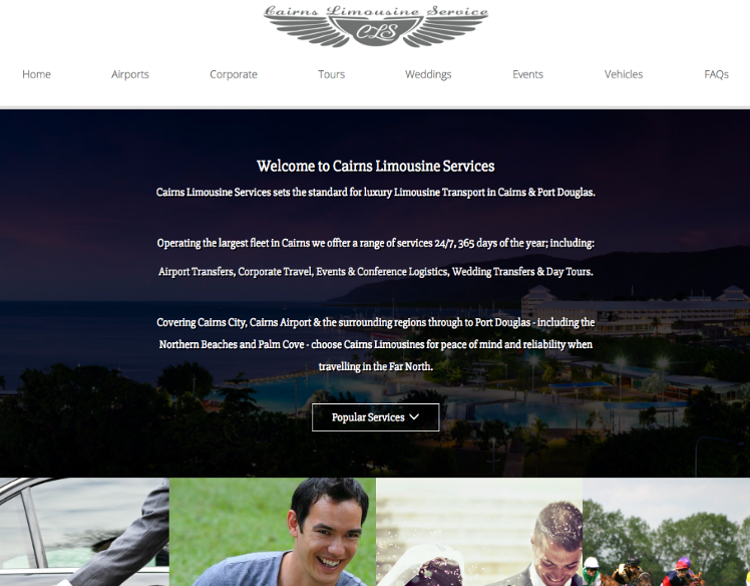 Cairns Limousine Service
CLS
Home Airports Corporate Tours Weddings Events Vehicles FAQs
Welcome to Cairns Limousine Services
Cairns Limousine Services sets the standard for luxury Limousine Transport in Cairns & Port Douglas.
Operating the largest fleet in Cairns we offer a range of services 24/7, 365 days of the year; including:
Airport Transfers, Corporate Travel, Events & Conference Logistics, Wedding Transfers & Day Tours.
Covering Cairns City, Cairns Airport & the surrounding regions through to Port Douglas - including the
Northern Beaches and Palm Cove - choose Cairns Limousines for peace of mind and reliability when
travelling in the Far North.
Popular Services